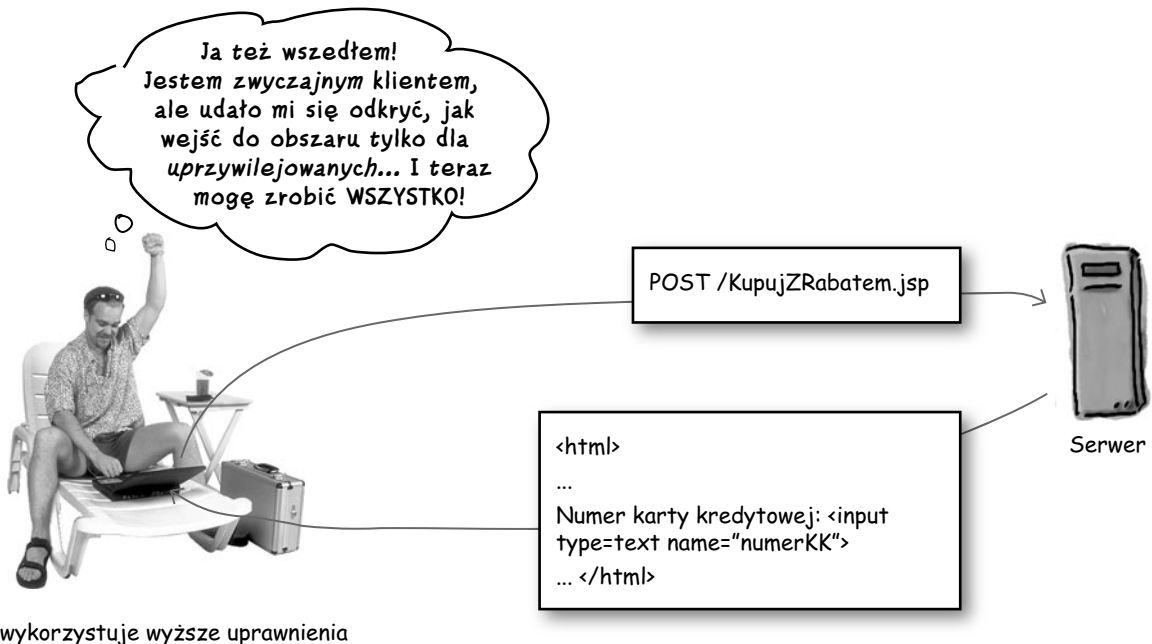 Ja też wszedłem!
Jestem zwyczajnym klientem,
ale udało mi się odkryć, jak
wejść do obszaru tylko dla
uprzywilejowanych... I teraz
mogę zrobić WSZYSTKO!
POST /KupujZRabatem.jsp
Serwer
<html>
...
Numer karty kredytowej: <input
type=text name=”numerKK”>
... </html>
wykorzystuje wyższe uprawnienia